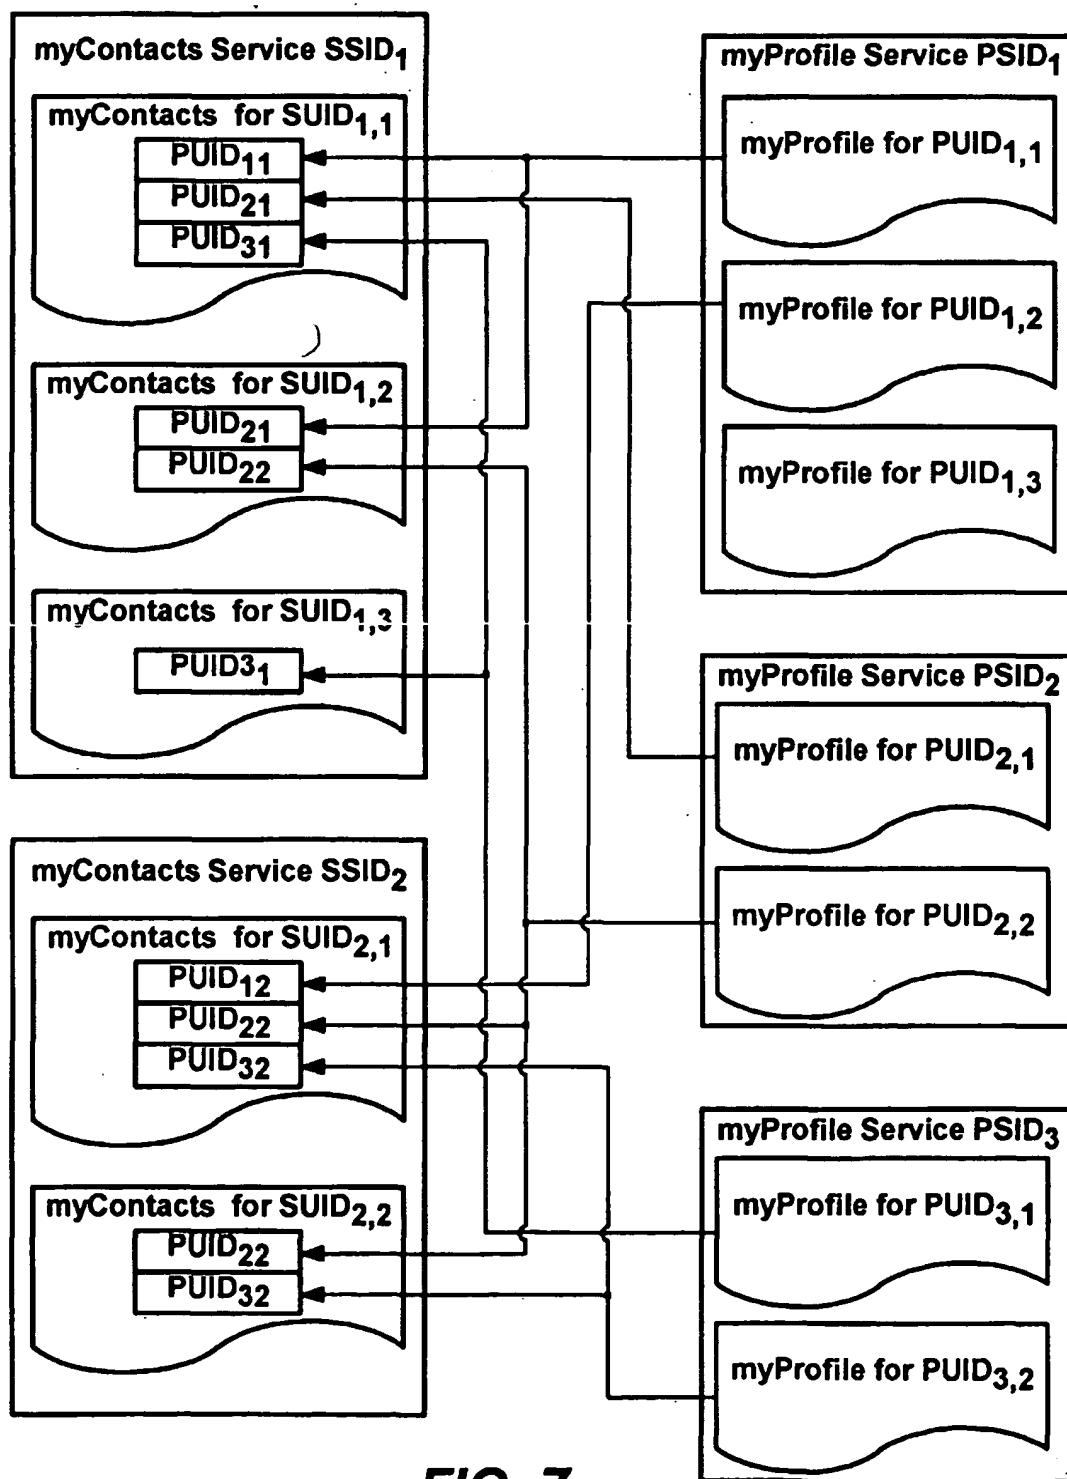 myContacts Service SSID₁
myContacts for SUID₁,₁
PUID₁₁
PUID₂₁
PUID₃₁
myContacts for SUID₁,₂
PUID₂₁
PUID₂₂
myContacts for SUID₁,₃
PUID³₁
myContacts Service SSID₂
myContacts for SUID₂,₁
PUID₁₂
PUID₂₂
PUID₃₂
myContacts for SUID₂,₂
PUID₂₂
PUID₃₂
myProfile Service PSID₁
myProfile for PUID₁,₁
myProfile for PUID₁,₂
myProfile for PUID₁,₃
myProfile Service PSID₂
myProfile for PUID₂,₁
myProfile for PUID₂,₂
myProfile Service PSID₃
myProfile for PUID₃,₁
myProfile for PUID₃,₂